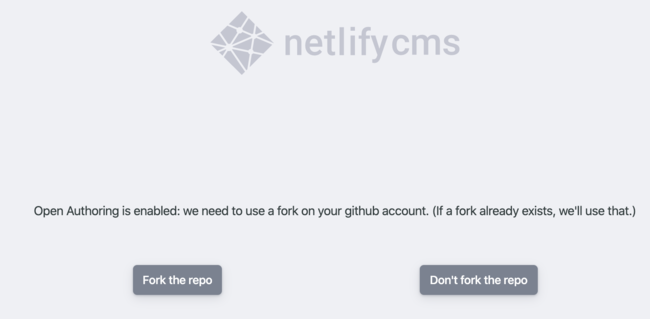 netlifycms
Open Authoring is enabled: we need to use a fork on your github account. (If a fork already exists, we'll use that.)
Fork the repo
Don't fork the repo